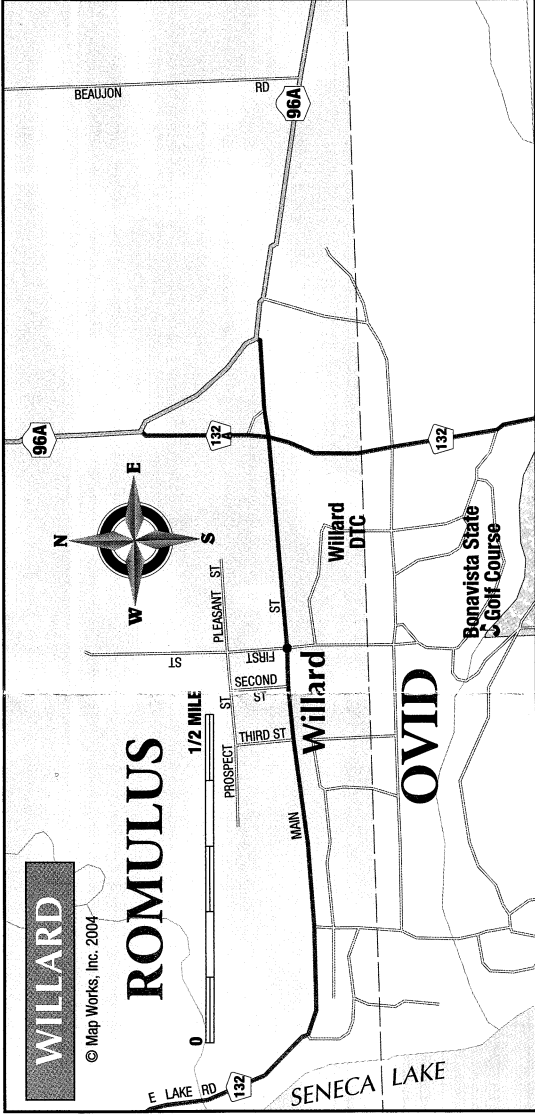 WILLARD
© Map Works, Inc. 2004
ROMULUS
0
1/2 MILE
N
W
E
S
96A
BEAUJON
RD
96A
132
A
132
PLEASANT
ST
ST
FIRST
SECOND
ST
ST
PROSPECT
THIRD ST
MAIN
ST
Willard
Willard
DTC
OVID
Bonavista State
Golf Course
E LAKE RD
132
SENECA LAKE